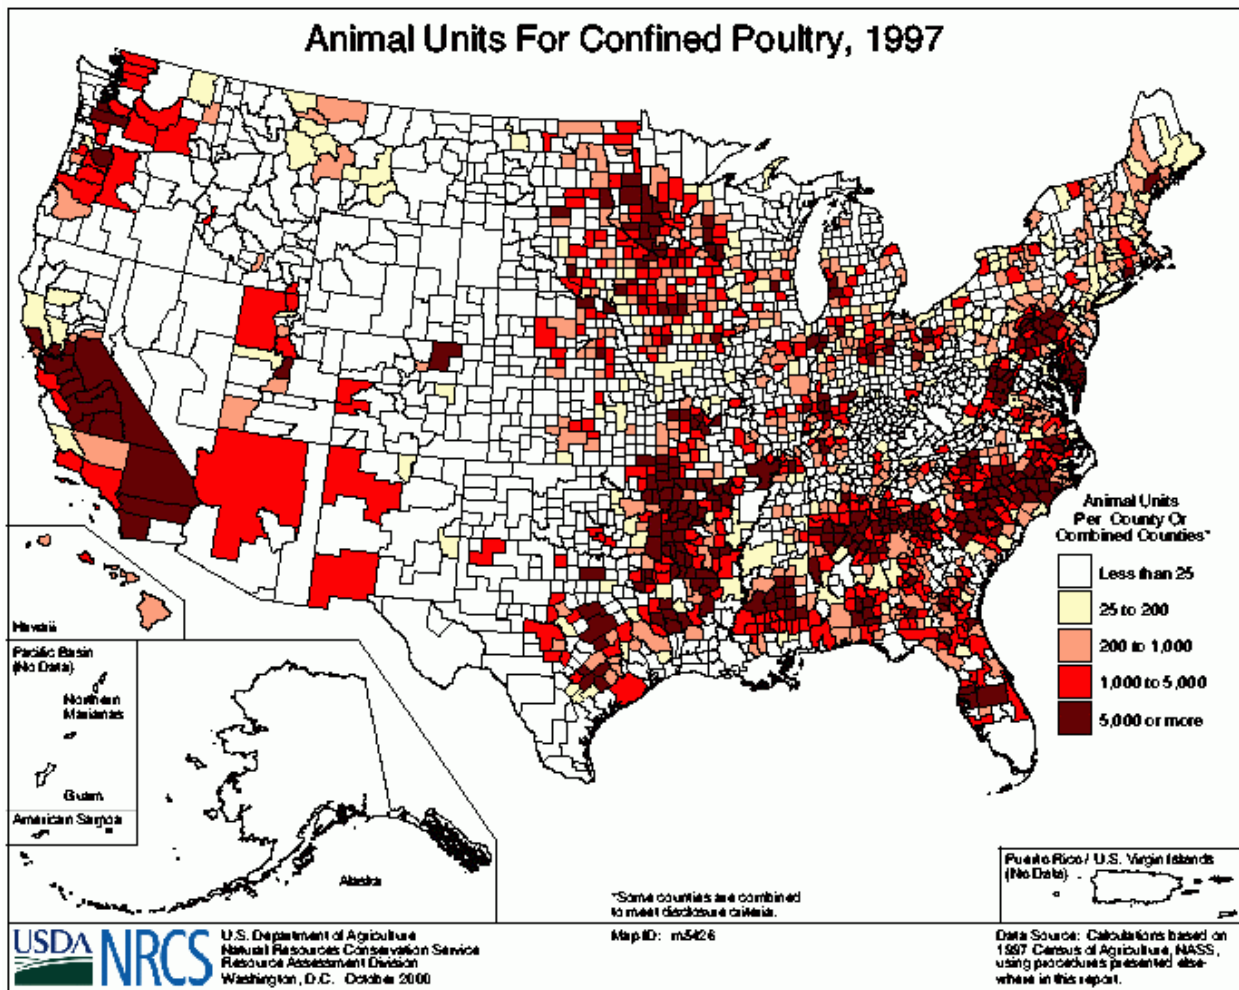 Animal Units For Confined Poultry, 1997
Animal Units
Per County Or
Combined Counties*
Less than 25
25 to 200
200 to 1,000
1,000 to 5,000
5,000 or more
Hawaii
Pacific Basin
(No Data)
Northern
Marianas
Guam
American Samoa
Alaska
*Some counties are combined
to meet disclosure criteria.
Puerto Rico / U.S. Virgin Islands
(No Data)
USDA NRCS
U.S. Department of Agriculture
Natural Resources Conservation Service
Resource Assessment Division
Washington, D.C. October 2000
Map ID: m5426
Data Source: Calculations based on
1997 Census of Agriculture, NASS,
using procedures presented else-
where in this report.